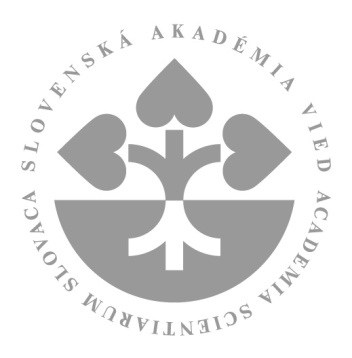 SLOVENSKÁ AKADÉMIA VIED
ACADEMIA SCIENTIARUM SLOVACA